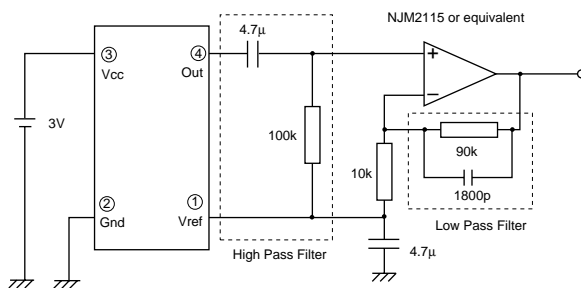 NJM2115 or equivalent
4.7μ
③
Vcc
④
Out
+
−
3V
100k
90k
10k
1800p
②
Gnd
①
Vref
Low Pass Filter
High Pass Filter
4.7μ